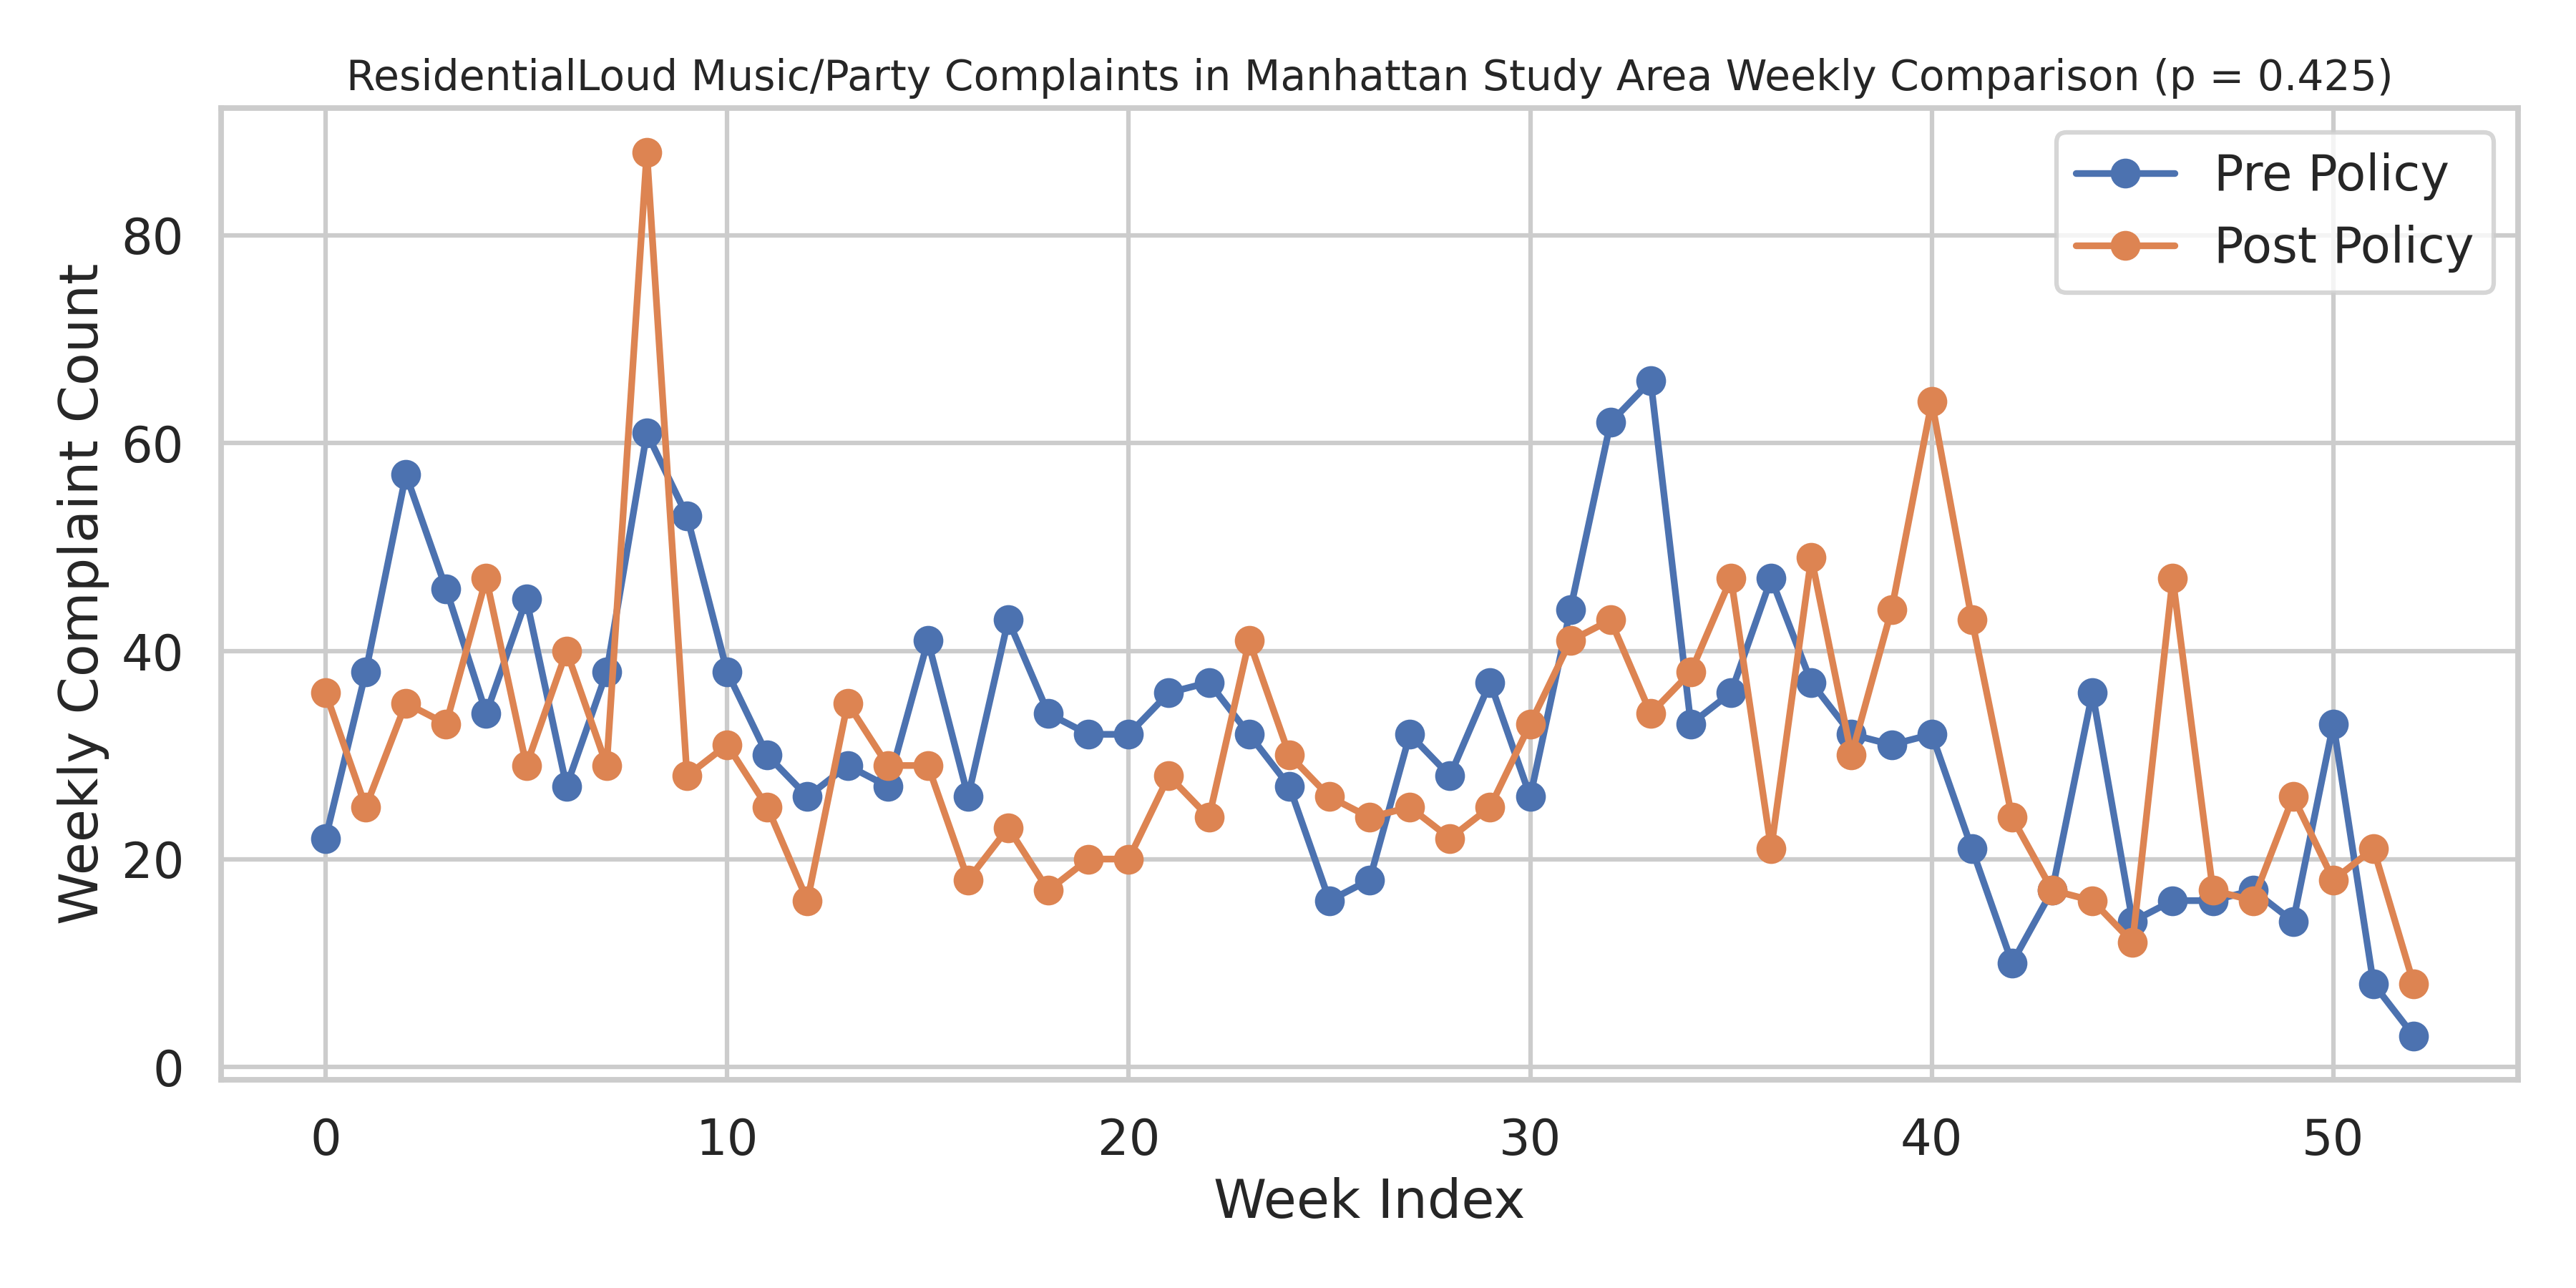 ResidentialLoud Music/Party Complaints in Manhattan Study Area Weekly Comparison (p = 0.425)
Pre Policy
Post Policy
Weekly Complaint Count
80
60
40
20
0
0 10 20 30 40 50
Week Index